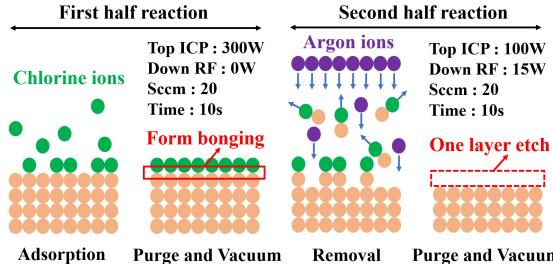 First half reaction
Second half reaction
Chlorine ions
Top ICP : 300W
Down RF : 0W
Sccm : 20
Time : 10s
Form bonging
Argon ions
Top ICP : 100W
Down RF : 15W
Sccm : 20
Time : 10s
One layer etch
Adsorption
Purge and Vacuum
Removal
Purge and Vacuum